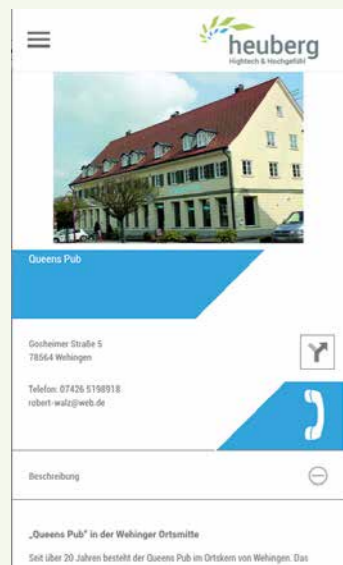 heuberg
Hightech & Hochgefühl
Queens Pub
Gosheimer Straße 5
78564 Wehingen
Telefon: 07426 5198918
robert-walz@web.de
Beschreibung
„Queens Pub“ in der Wehinger Ortsmitte
Seit über 20 Jahren besteht der Queens Pub im Ortskern von Wehingen. Das